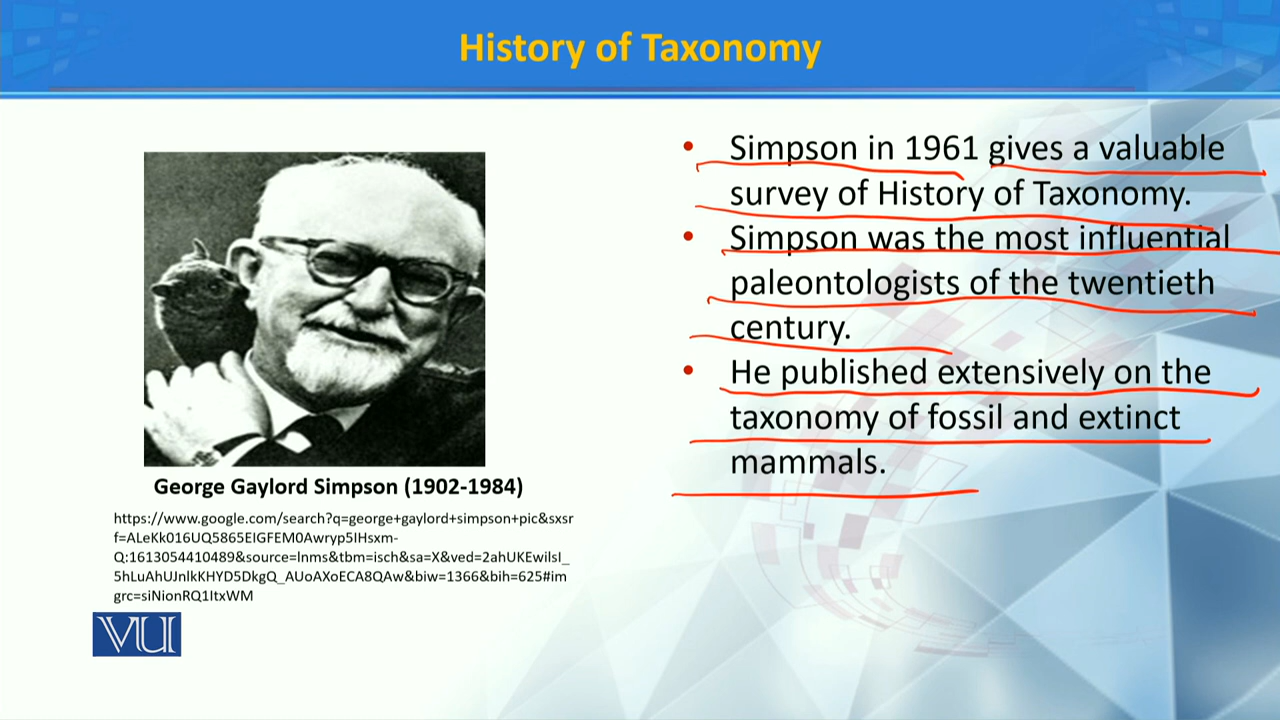 History of Taxonomy
• Simpson in 1961 gives a valuable
survey of History of Taxonomy.
• Simpson was the most influential
paleontologists of the twentieth
century.
• He published extensively on the
taxonomy of fossil and extinct
mammals.
George Gaylord Simpson (1902-1984)
https://www.google.com/search?q=george+gaylord+simpson+pic&sxsr
f=ALeKk016UQ5865EIGFEM0Awryp5IHsxm-
Q:1613054410489&source=lnms&tbm=isch&sa=X&ved=2ahUKEwilsI_
5hLuAhUJnlkKHYD5DkgQ_AUoAXoECA8QAw&biw=1366&bih=625#im
grc=siNionRQ1ItxWM
VU